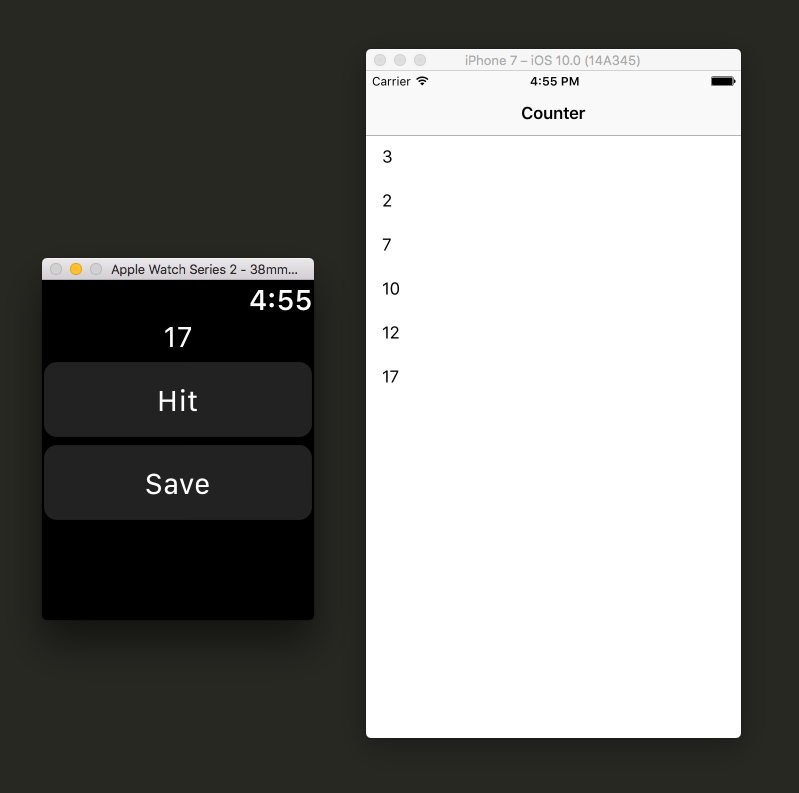 Apple Watch Series 2 - 38mm...
4:55
17
Hit
Save
iPhone 7 – iOS 10.0 (14A345)
Carrier 4:55 PM
Counter
3
2
7
10
12
17